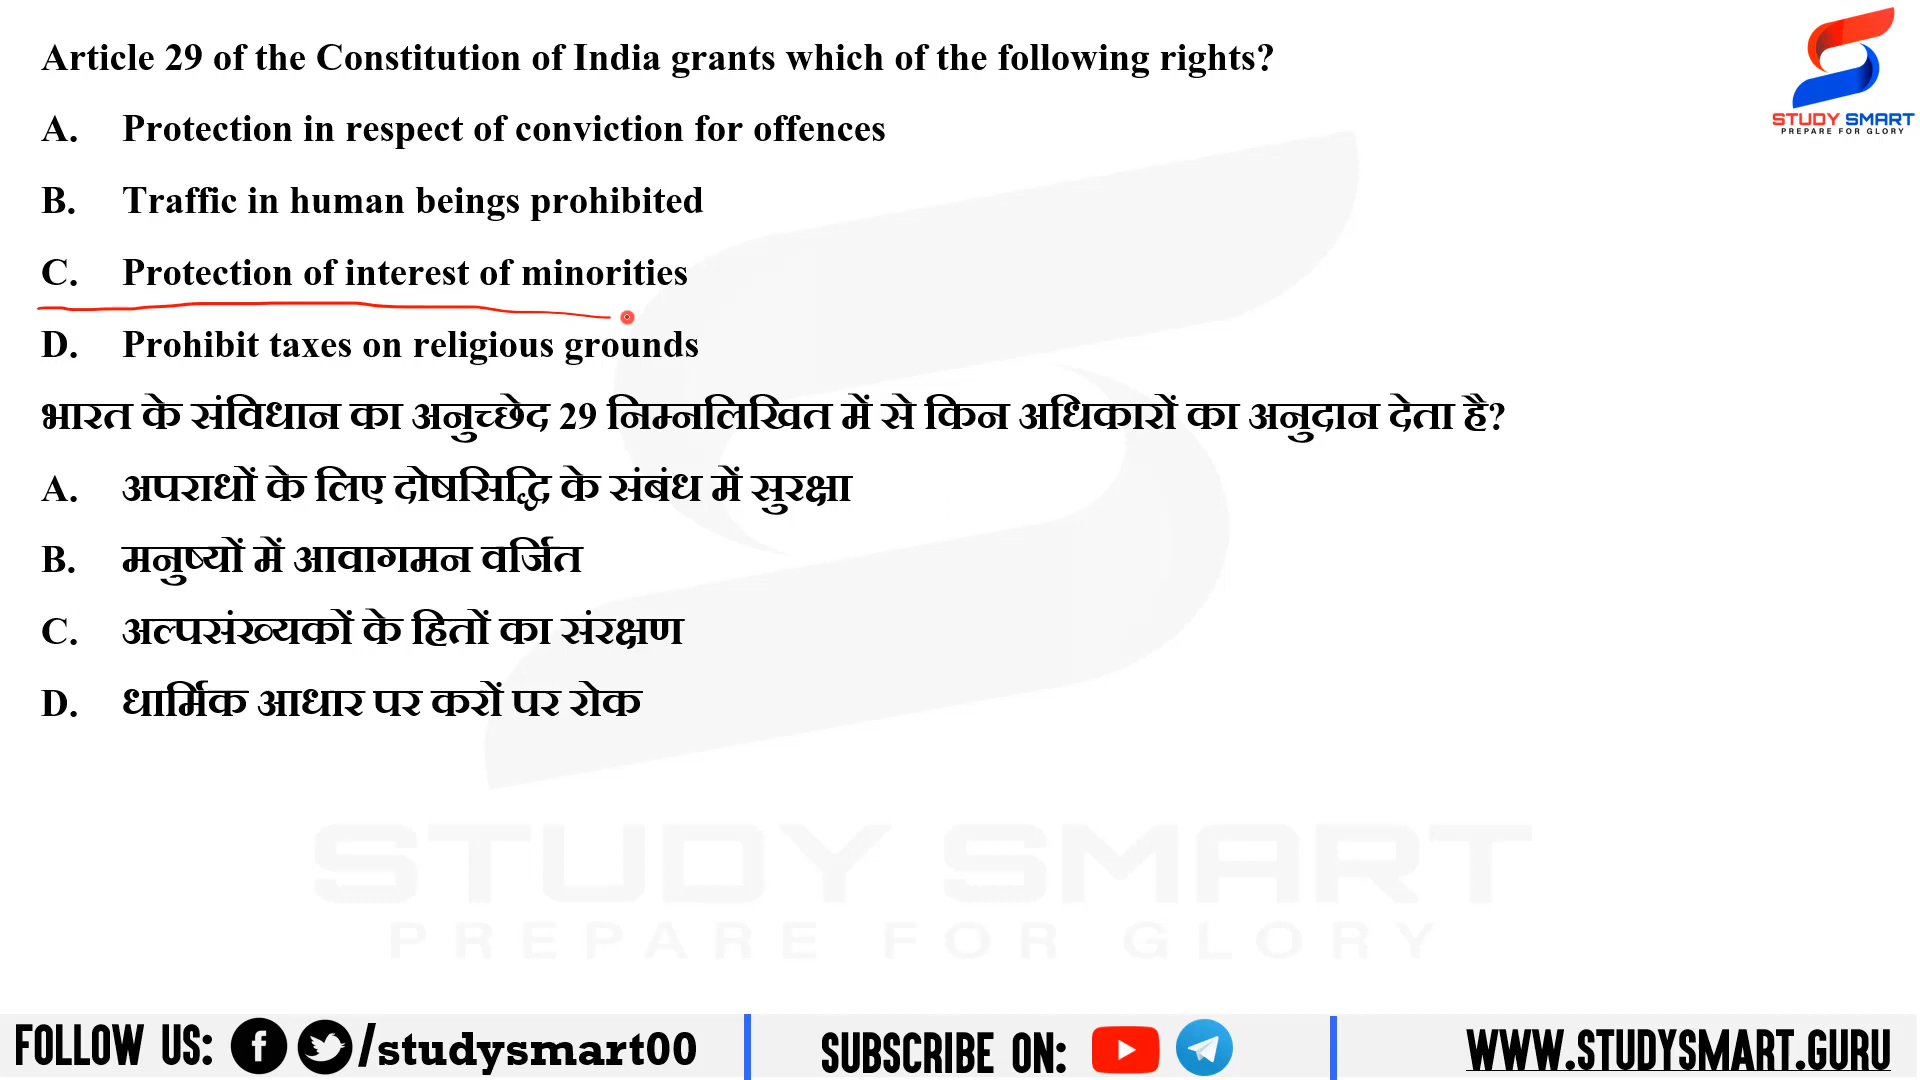 Article 29 of the Constitution of India grants which of the following rights?
A. Protection in respect of conviction for offences
B. Traffic in human beings prohibited
C. Protection of interest of minorities
D. Prohibit taxes on religious grounds
भारत के संविधान का अनुच्छेद 29 निम्नलिखित में से किन अधिकारों का अनुदान देता है?
A. अपराधों के लिए दोषसिद्धि के संबंध में सुरक्षा
B. मनुष्यों में आवागमन वर्जित
C. अल्पसंख्यकों के हितों का संरक्षण
D. धार्मिक आधार पर करों पर रोक
STUDY SMART
PREPARE FOR GLORY
STUDY SMART
PREPARE FOR GLORY
FOLLOW US: /studysmart00
SUBSCRIBE ON:
WWW.STUDYSMART.GURU